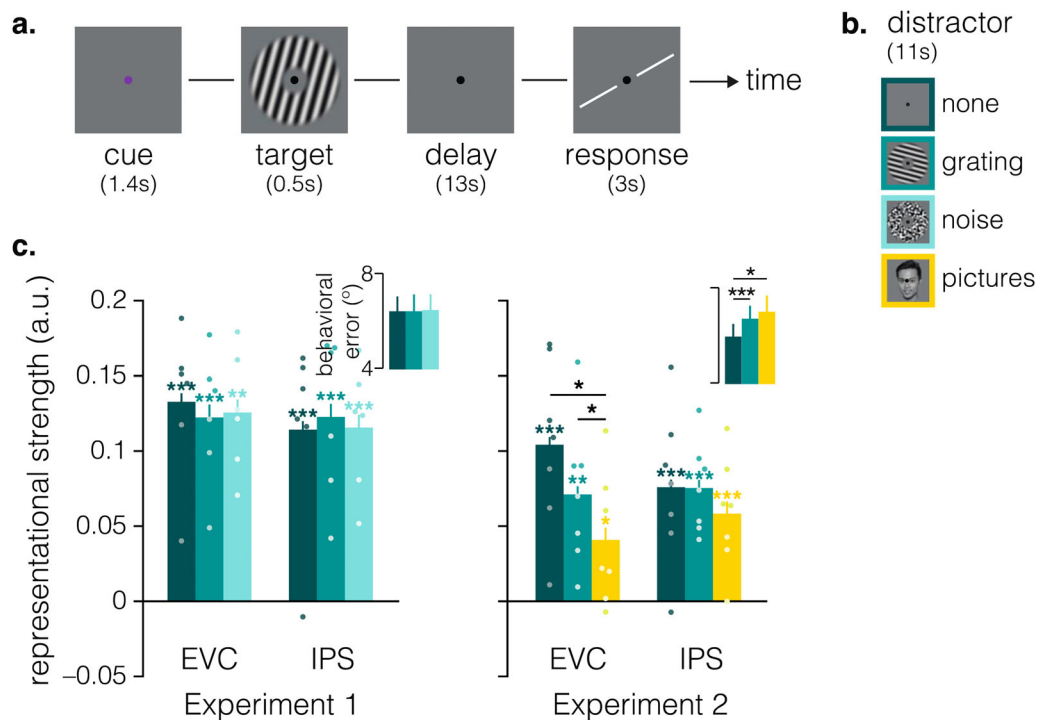 a.
time
cue
(1.4s)
target
(0.5s)
delay
(13s)
response
(3s)
b.
distractor
(11s)
none
grating
noise
pictures
c.
representational strength (a.u.)
0.2
0.15
0.1
0.05
0
−0.05
behavioral
error (°)
8
4
***
***
**
***
***
***
EVC
IPS
Experiment 1
***
*
*
*
***
**
*
***
***
***
EVC
IPS
Experiment 2